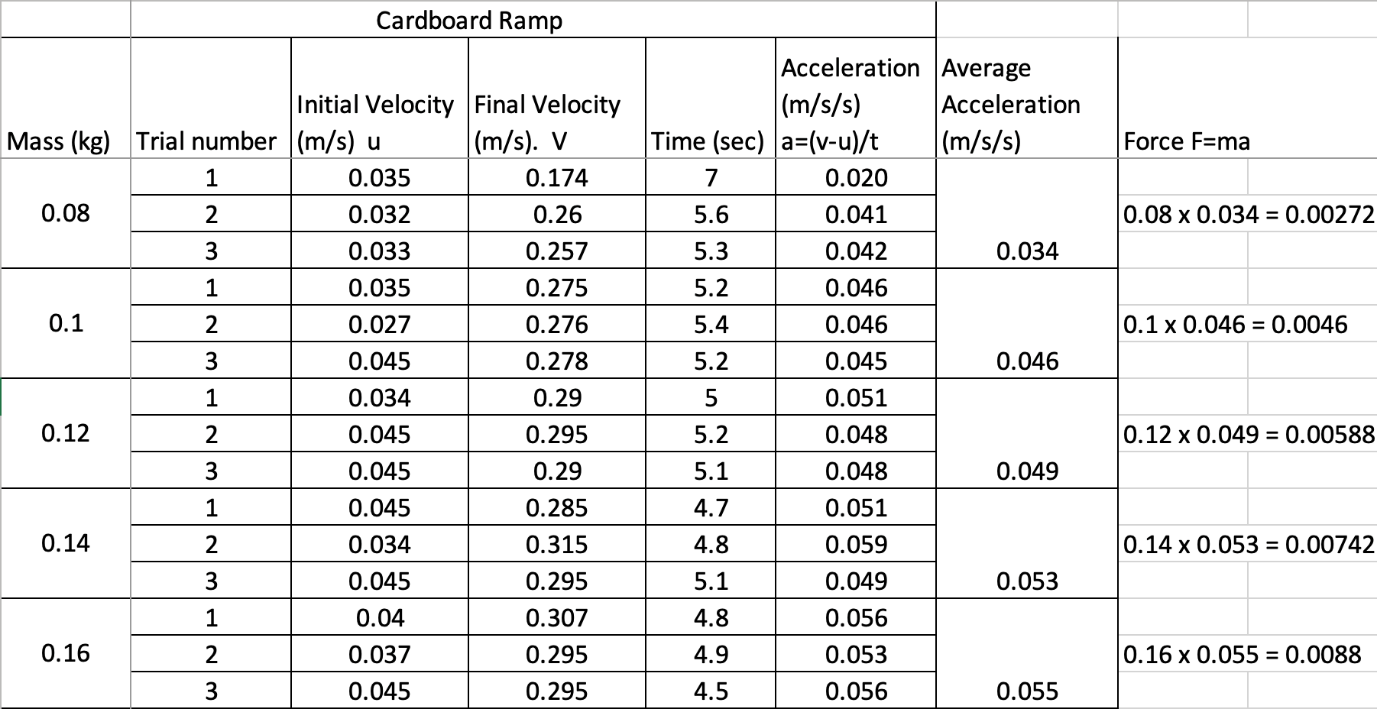 Cardboard Ramp
Mass (kg) Trial number Initial Velocity (m/s) u Final Velocity (m/s). V Time (sec) Acceleration (m/s/s) a=(v-u)/t Average Acceleration (m/s/s) Force F=ma
1 0.035 0.174 7 0.020
0.08 2 0.032 0.26 5.6 0.041 0.08 x 0.034 = 0.00272
3 0.033 0.257 5.3 0.042 0.034
1 0.035 0.275 5.2 0.046
0.1 2 0.027 0.276 5.4 0.046 0.1 x 0.046 = 0.0046
3 0.045 0.278 5.2 0.045 0.046
1 0.034 0.29 5 0.051
0.12 2 0.045 0.295 5.2 0.048 0.12 x 0.049 = 0.00588
3 0.045 0.29 5.1 0.048 0.049
1 0.045 0.285 4.7 0.051
0.14 2 0.034 0.315 4.8 0.059 0.14 x 0.053 = 0.00742
3 0.045 0.295 5.1 0.049 0.053
1 0.04 0.307 4.8 0.056
0.16 2 0.037 0.295 4.9 0.053 0.16 x 0.055 = 0.0088
3 0.045 0.295 4.5 0.056 0.055